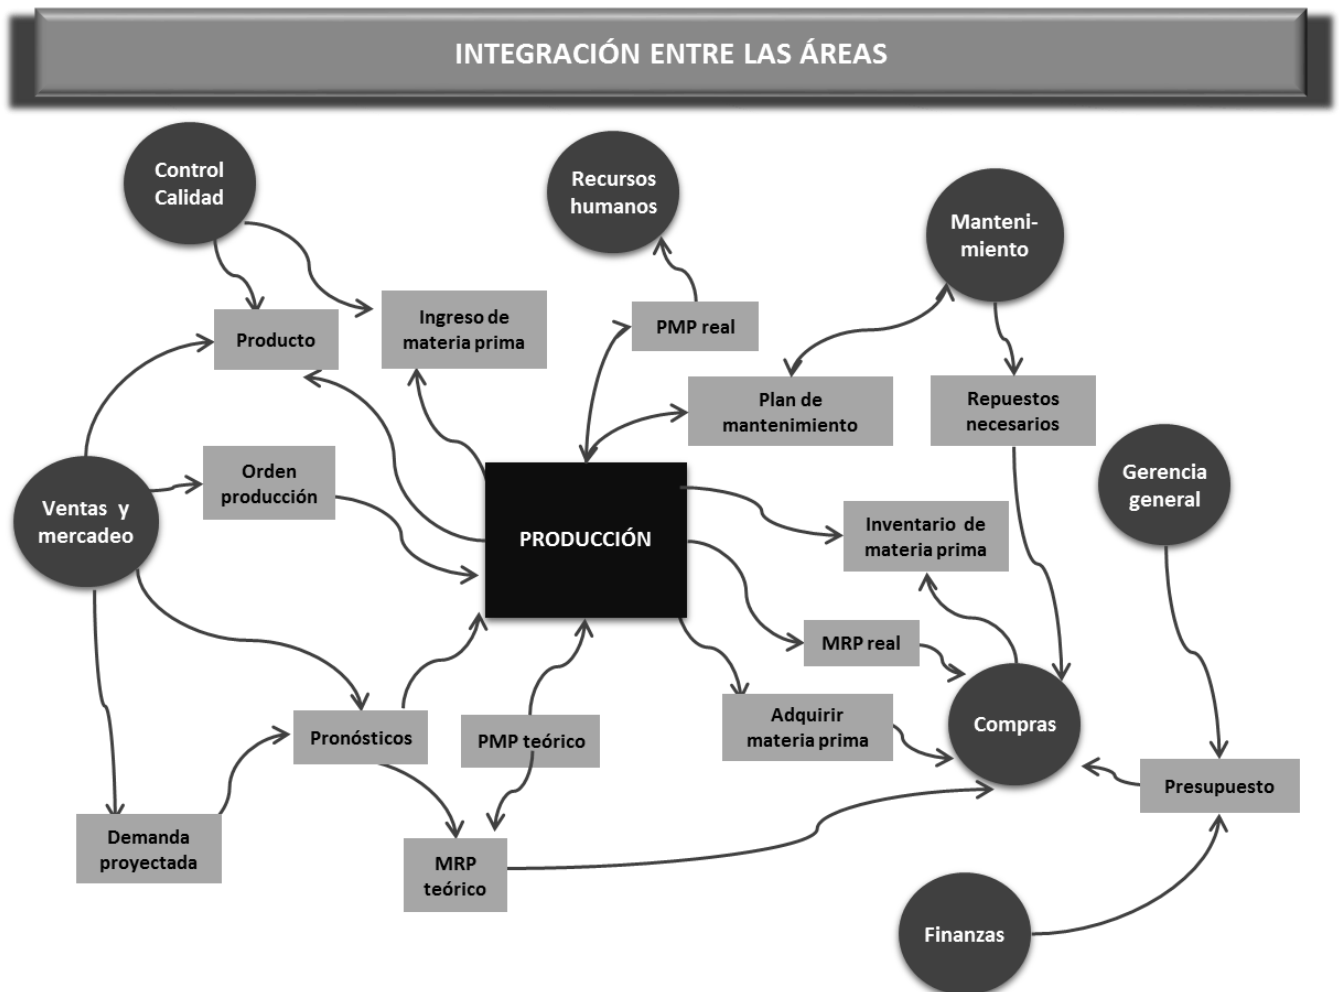 INTEGRACIÓN ENTRE LAS ÁREAS
Control
Calidad
Recursos
humanos
Manteni-
miento
Producto
Ingreso de
materia prima
PMP real
Plan de
mantenimiento
Repuestos
necesarios
Ventas y
mercadeo
Orden
producción
PRODUCCIÓN
Inventario de
materia prima
Gerencia
general
MRP real
Pronósticos
PMP teórico
Adquirir
materia prima
Compras
Presupuesto
Demanda
proyectada
MRP
teórico
Finanzas